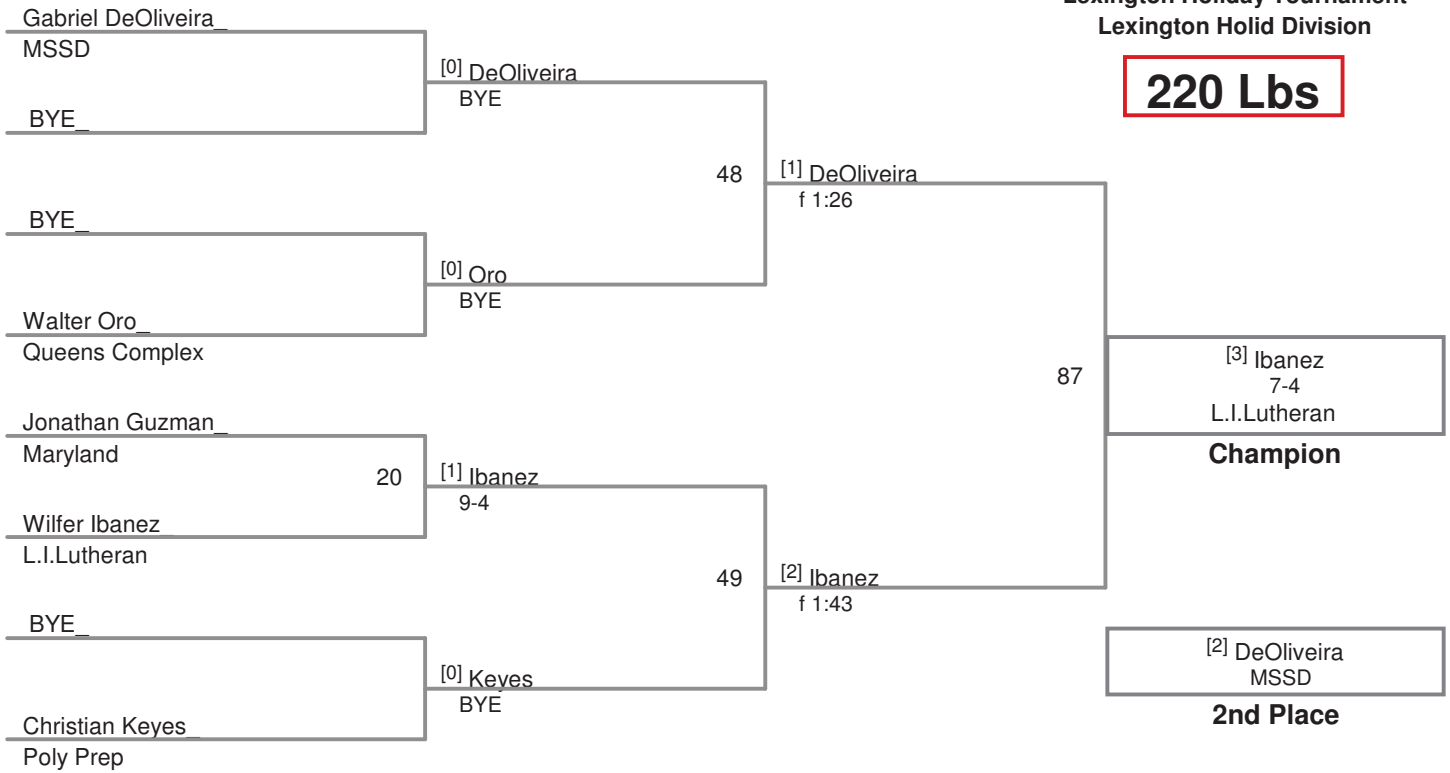 Lexington Holiday Tournament
Lexington Holid Division
220 Lbs
Gabriel DeOliveira_
MSSD
BYE_
BYE_
Walter Oro_
Queens Complex
Jonathan Guzman_
Maryland
20
Wilfer Ibanez_
L.I.Lutheran
BYE_
Christian Keyes_
Poly Prep
[0] DeOliveira
BYE
48
[0] Oro
BYE
[1] Ibanez
9-4
49
[0] Keyes
BYE
[1] DeOliveira
f 1:26
87
[2] Ibanez
f 1:43
[3] Ibanez
7-4
L.I.Lutheran
Champion
[2] DeOliveira
MSSD
2nd Place